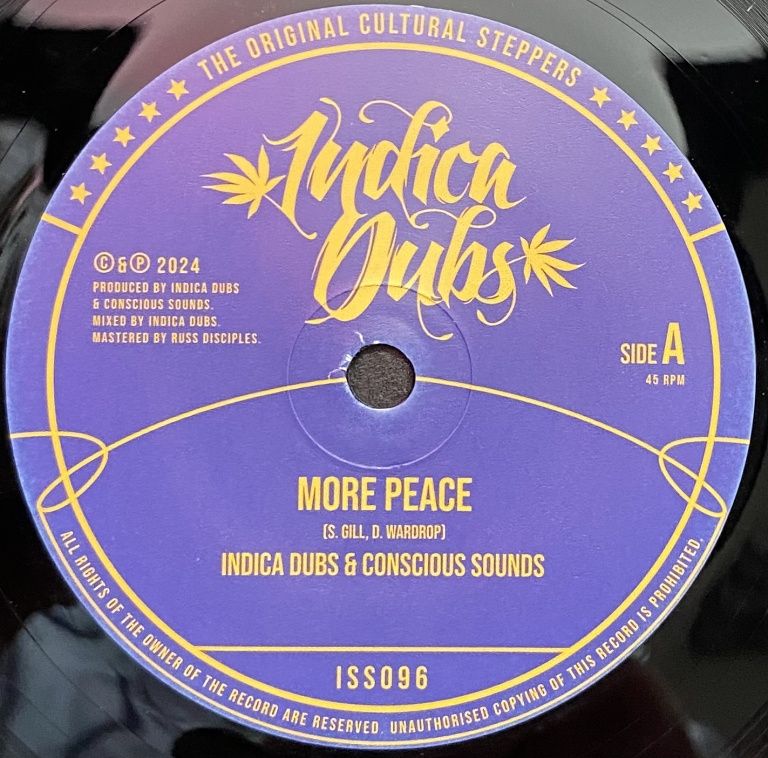 THE ORIGINAL CULTURAL STEPPERS
Indica
Dubs
©&℗ 2024
PRODUCED BY INDICA DUBS
& CONSCIOUS SOUNDS.
MIXED BY INDICA DUBS.
MASTERED BY RUSS DISCIPLES.
SIDE A
45 RPM
MORE PEACE
(S. GILL, D. WARDROP)
INDICA DUBS & CONSCIOUS SOUNDS
ISS096
ALL RIGHTS OF THE OWNER OF THE RECORD ARE RESERVED. UNAUTHORISED COPYING OF THIS RECORD IS PROHIBITED.